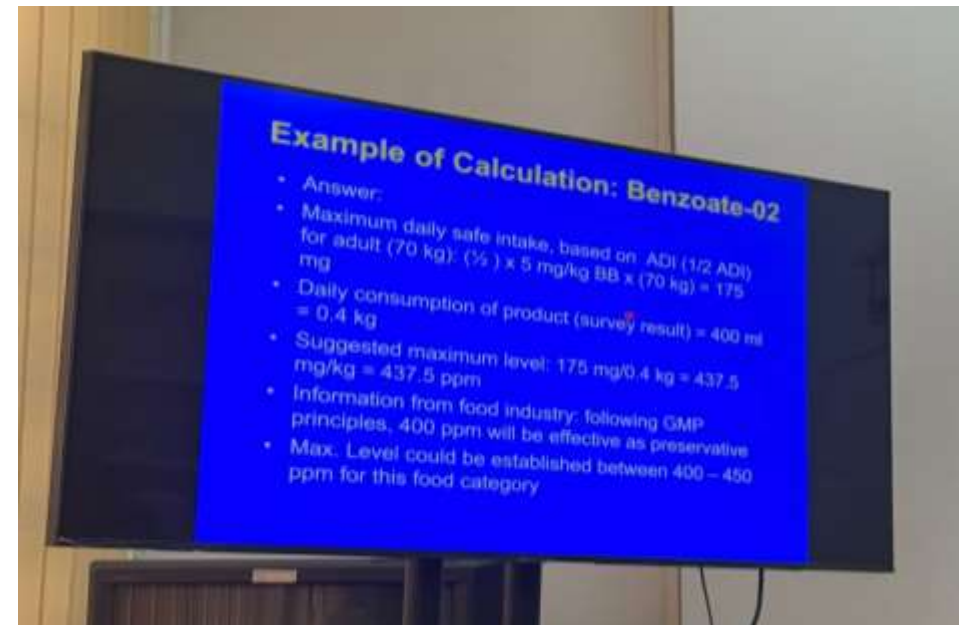 Example of Calculation: Benzoate-02
• Answer:
• Maximum daily safe intake, based on ADI (1/2 ADI)
for adult (70 kg): (½ ) x 5 mg/kg BB x (70 kg) = 175
mg
• Daily consumption of product (survey result) = 400 ml
= 0.4 kg
• Suggested maximum level: 175 mg/0.4 kg = 437.5
mg/kg = 437.5 ppm
• Information from food industry: following GMP
principles, 400 ppm will be effective as preservative
• Max. Level could be established between 400 – 450
ppm for this food category